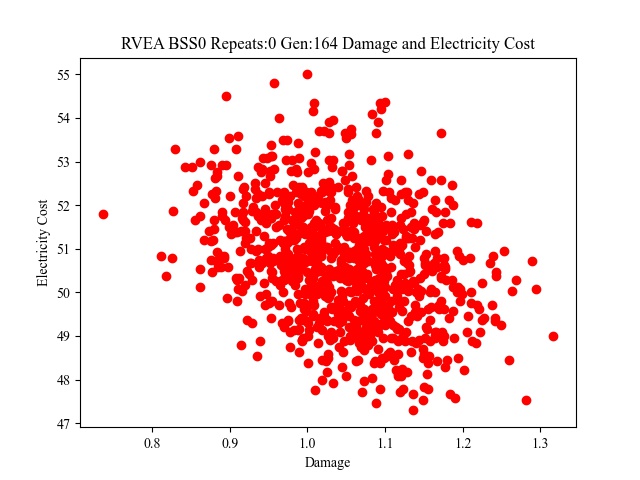 RVEA BSS0 Repeats:0 Gen:164 Damage and Electricity Cost
55
54
53
52
51
50
49
48
47
Electricity Cost
0.8 0.9 1.0 1.1 1.2 1.3
Damage